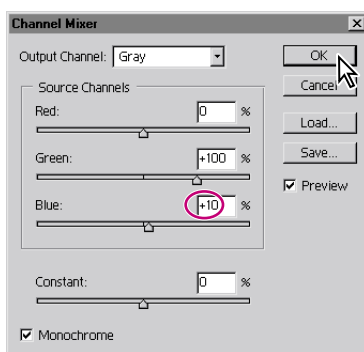 Channel Mixer
Output Channel: Gray
OK
Source Channels
Cancel
Red: 0 %
Load...
Green: +100 %
Save...
Preview
Blue: +10 %
Constant: 0 %
Monochrome